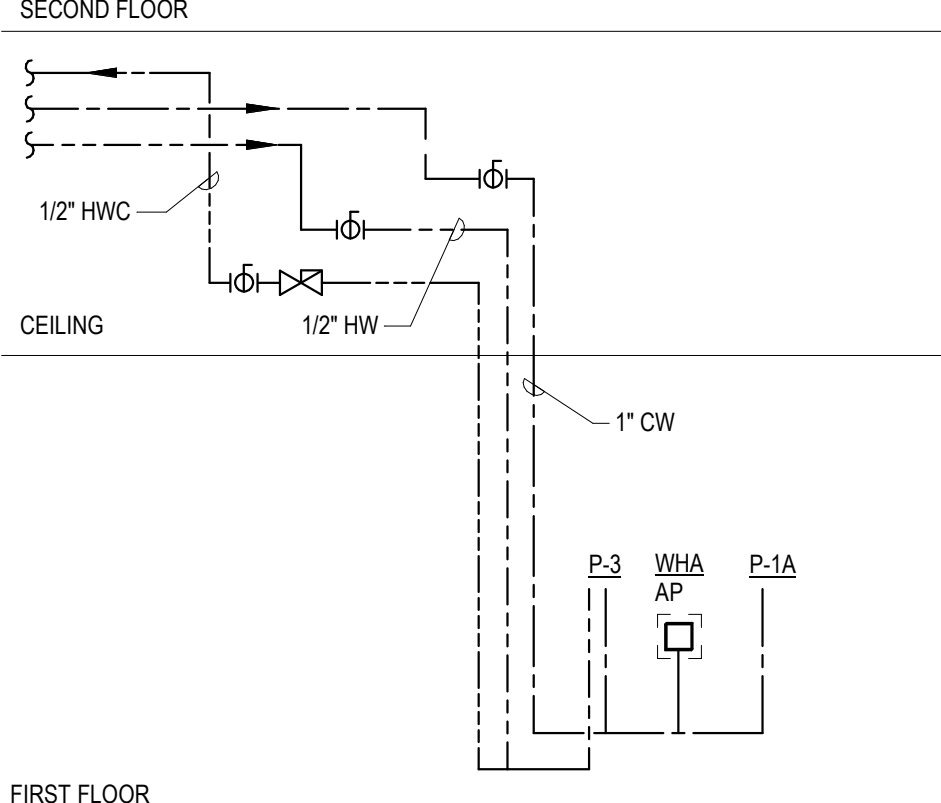 SECOND FLOOR
1/2" HWC
1/2" HW
CEILING
1" CW
P-3
WHA
AP
P-1A
FIRST FLOOR